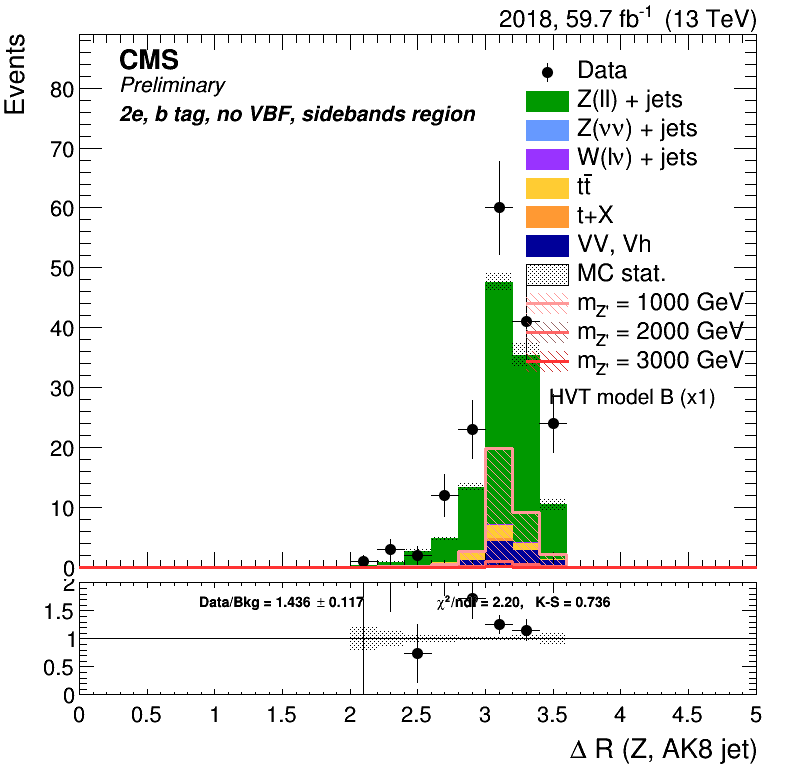 2018, 59.7 fb⁻¹ (13 TeV)
Events
CMS
Preliminary
2e, b tag, no VBF, sidebands region
Data
Z(ll) + jets
Z(νν) + jets
W(lν) + jets
tt̄
t+X
VV, Vh
MC stat.
m_Z' = 1000 GeV
m_Z' = 2000 GeV
m_Z' = 3000 GeV
HVT model B (x1)
80
70
60
50
40
30
20
10
0
Data/Bkg = 1.436 ± 0.117
χ²/ndf = 2.20, K-S = 0.736
2
1.5
1
0.5
0
0 0.5 1 1.5 2 2.5 3 3.5 4 4.5 5
Δ R (Z, AK8 jet)